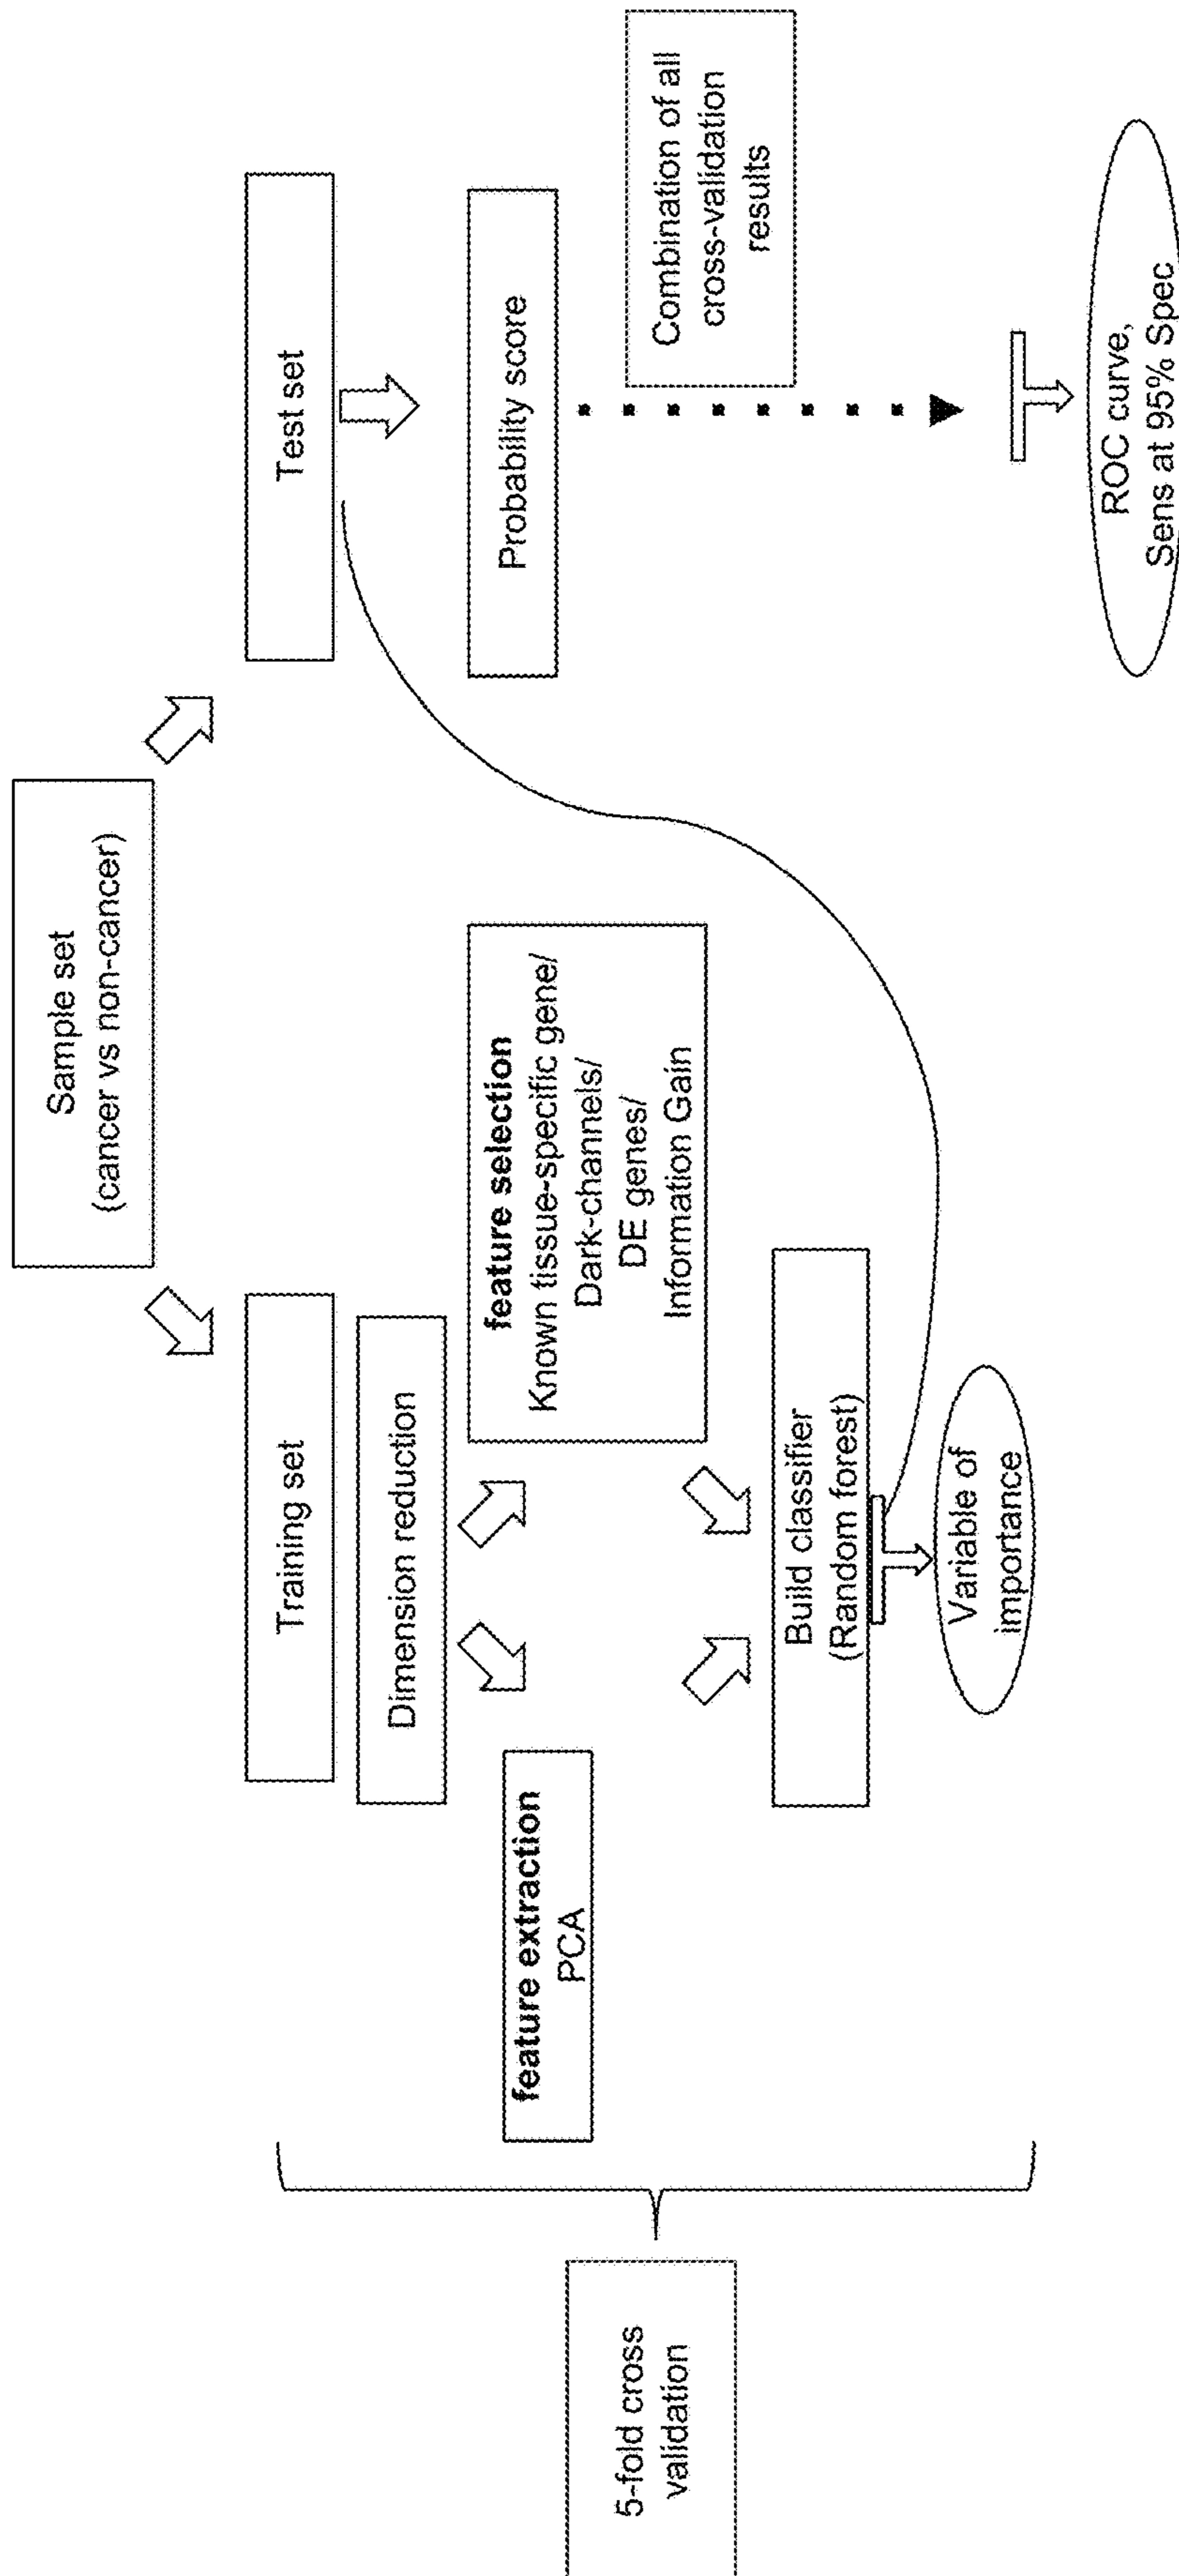 Sample set
(cancer vs non-cancer)
Training set
Test set
Dimension reduction
feature extraction
PCA
feature selection
Known tissue-specific gene/
Dark-channels/
DE genes/
Information Gain
Probability score
5-fold cross
validation
Combination of all
cross-validation
results
Build classifier
(Random forest)
Variable of
importance
ROC curve,
Sens at 95% Spec